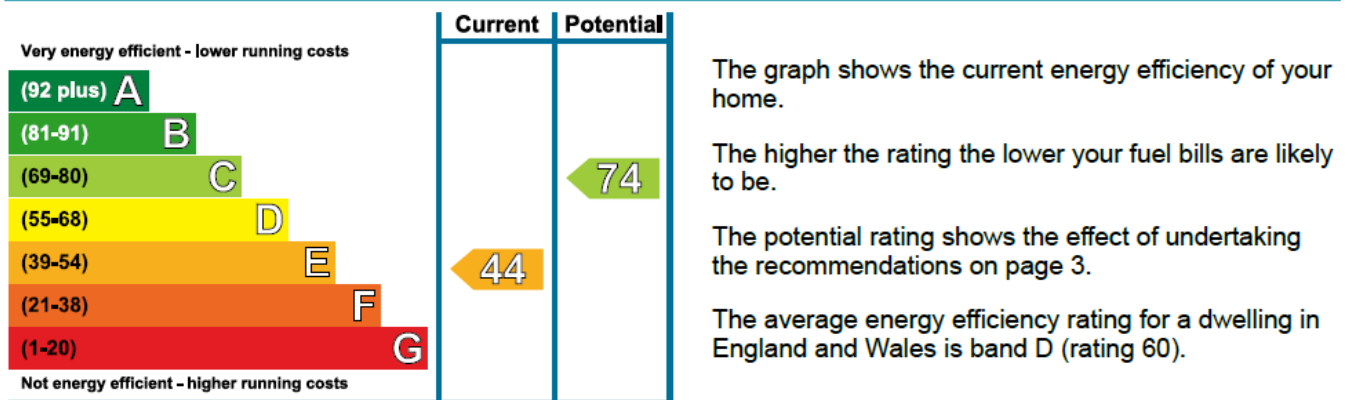 Current Potential
Very energy efficient - lower running costs
(92 plus) A
(81-91) B
(69-80) C
74
(55-68) D
(39-54) E
44
(21-38) F
(1-20) G
Not energy efficient - higher running costs
The graph shows the current energy efficiency of your
home.
The higher the rating the lower your fuel bills are likely
to be.
The potential rating shows the effect of undertaking
the recommendations on page 3.
The average energy efficiency rating for a dwelling in
England and Wales is band D (rating 60).